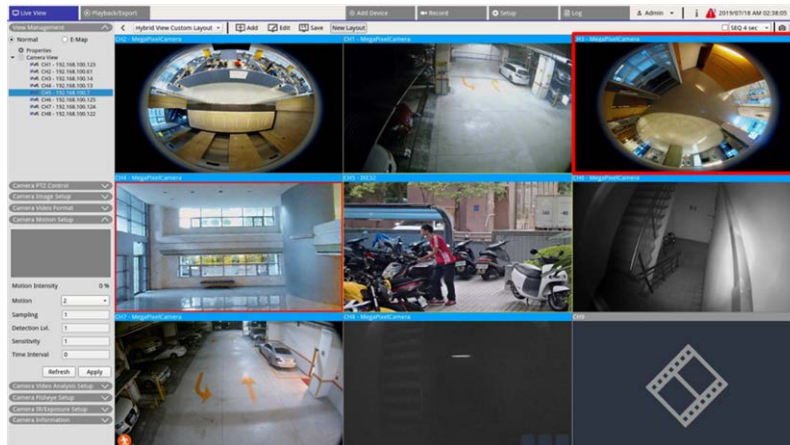 Live View
Playback/Export
Add Device
Record
Setup
Log
Admin
2019/07/18 AM 02:38:05
View Management
Hybrid View Custom Layout
Add
Edit
Save
New Layout
SEQ 4 sec
Normal
E-Map
Properties
Camera View
CH1 - 192.168.100.123
CH2 - 192.168.100.61
CH3 - 192.168.100.14
CH4 - 192.168.100.13
CH5 - 192.168.100.7
CH6 - 192.168.100.125
CH7 - 192.168.100.124
CH8 - 192.168.100.122
CH2 - MegaPixelCamera
CH1 - MegaPixelCamera
H3 - MegaPixelCamera
CH4 - MegaPixelCamera
CH6 - MegaPixelCamera
Camera PTZ Control
Camera Image Setup
Camera Video Format
Camera Motion Setup
Motion Intensity
0 %
Motion
2
Sampling
1
Detection Lvl.
1
Sensitivity
1
Time Interval
0
Refresh
Apply
CH7 - MegaPixelCamera
CH8 - MegaPixelCamera
CH9
Camera Video Analysis Setup
Camera Fisheye Setup
Camera IR/Exposure Setup
Camera Information